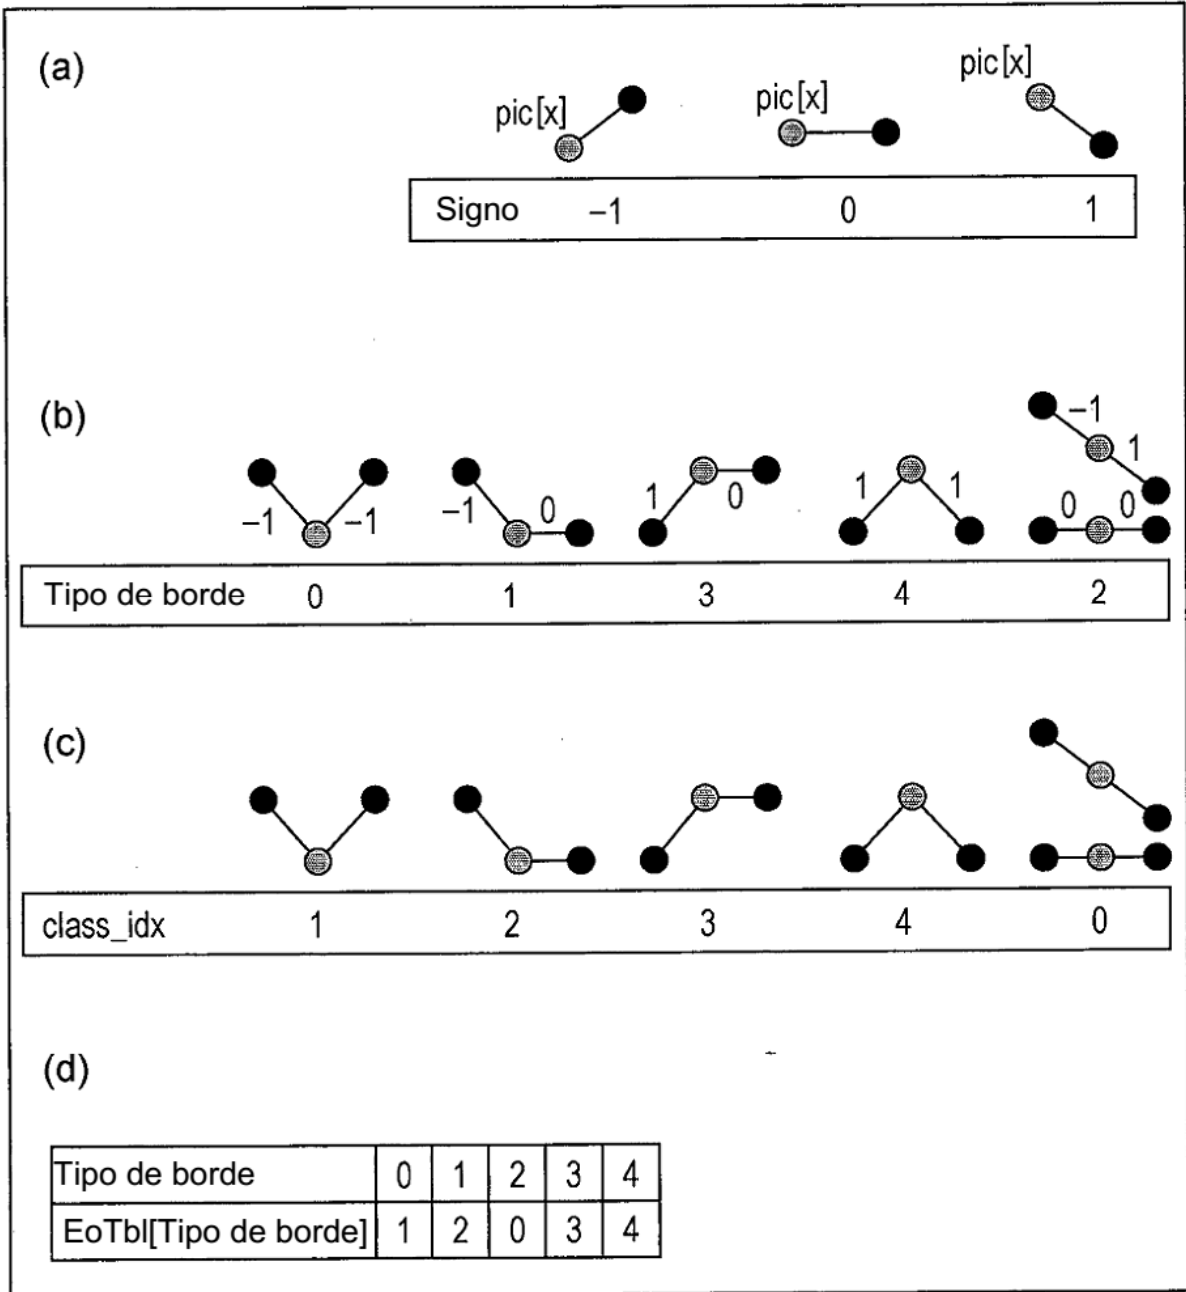 (a)
pic[x] pic[x] pic[x]
Signo −1 0 1
(b)
−1 −1 −1 0 1 0 1 1 −1 1 0 0
Tipo de borde 0 1 3 4 2
(c)
class_idx 1 2 3 4 0
(d)
Tipo de borde 0 1 2 3 4
EoTbl[Tipo de borde] 1 2 0 3 4